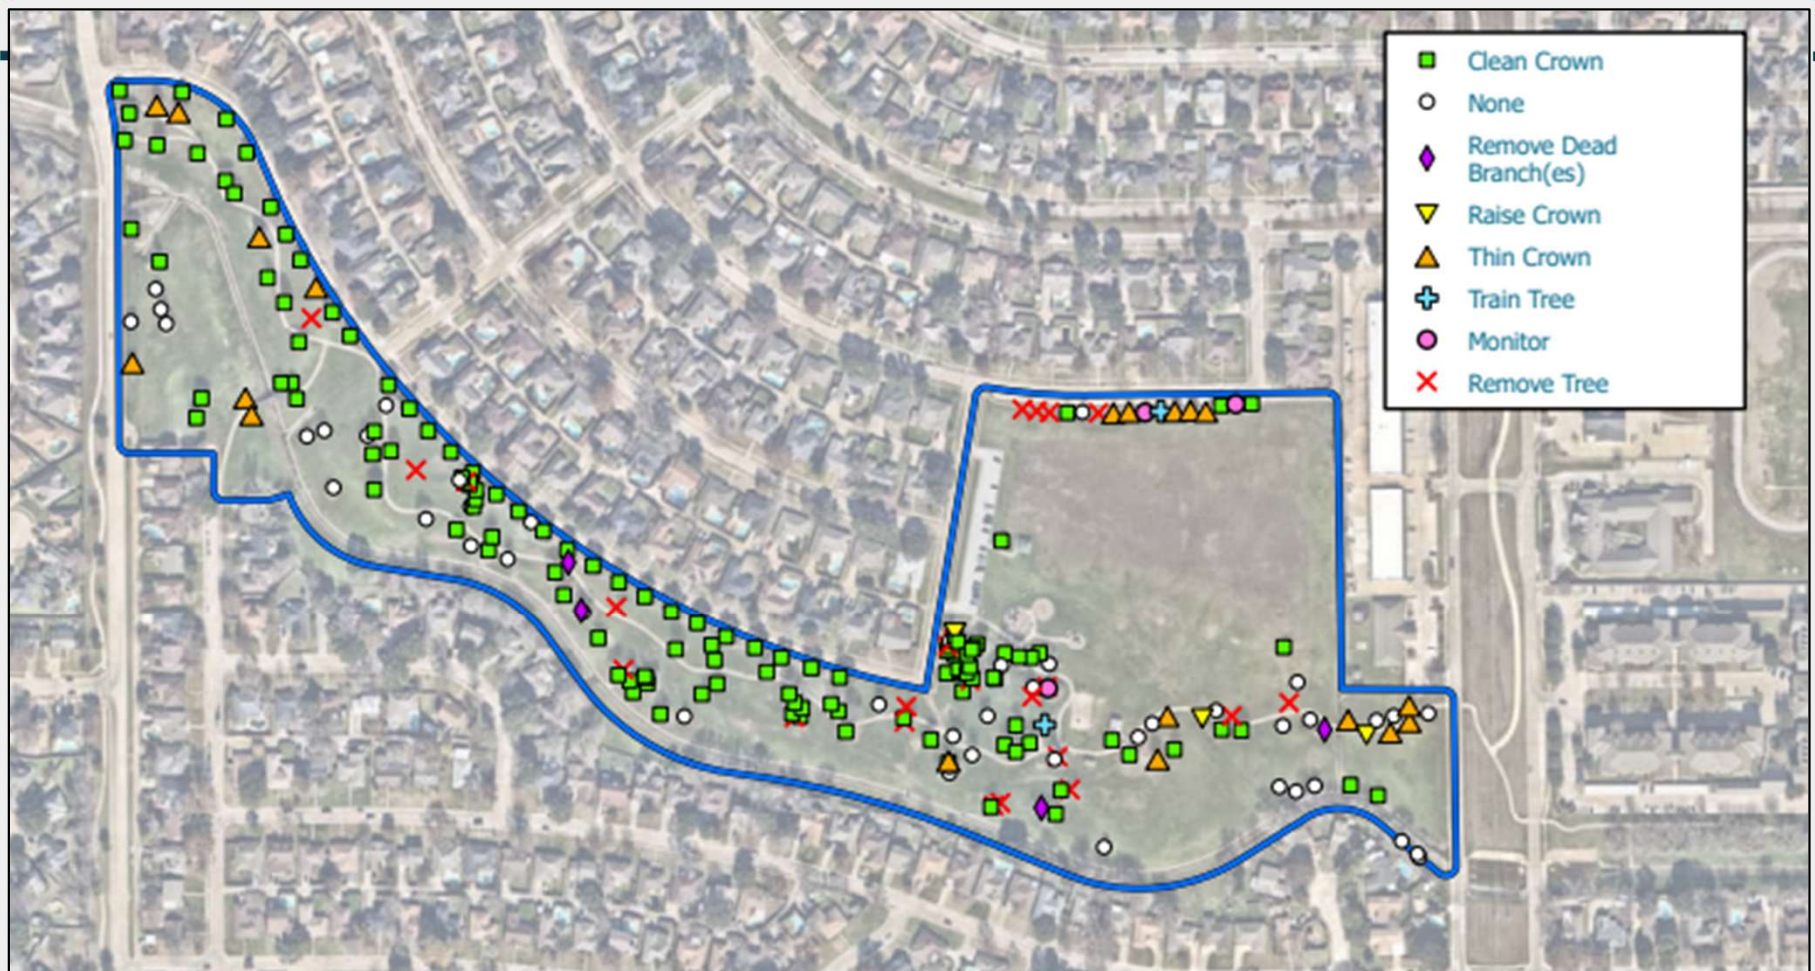 Clean Crown
None
Remove Dead
Branch(es)
Raise Crown
Thin Crown
Train Tree
Monitor
Remove Tree